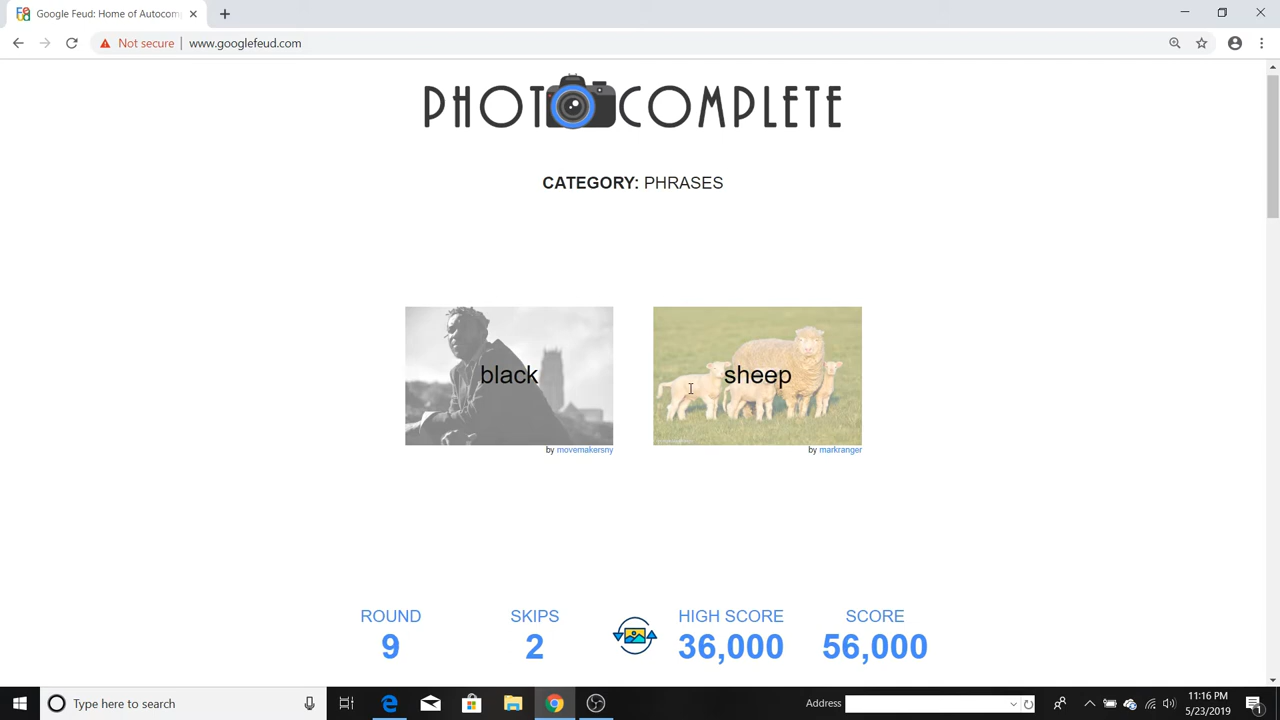 Google Feud: Home of Autocom
Not secure
www.googlefeud.com
PHOTOCOMPLETE
CATEGORY: PHRASES
black
sheep
by movemakersny
by markranger
ROUND
SKIPS
HIGH SCORE
SCORE
9
2
36,000
56,000
Type here to search
Address
11:16 PM
5/23/2019
1